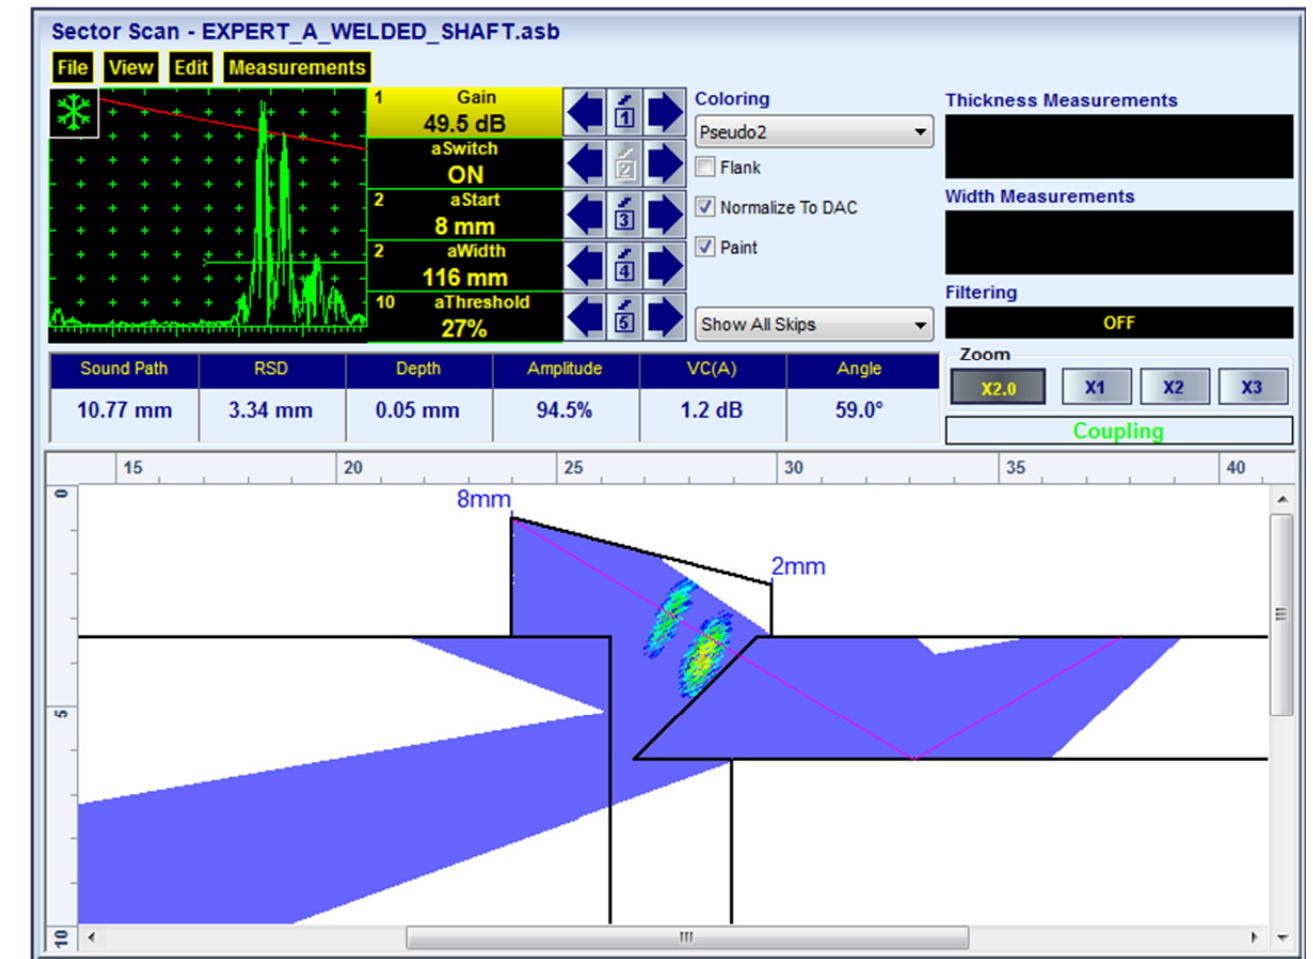 Sector Scan - EXPERT_A_WELDED_SHAFT.asb
File View Edit Measurements
1 Gain
49.5 dB
1
aSwitch
ON
2
2 aStart
8 mm
3
2 aWidth
116 mm
4
10 aThreshold
27%
5
Coloring
Pseudo2
Flank
Normalize To DAC
Paint
Show All Skips
Thickness Measurements
Width Measurements
Filtering
OFF
Sound Path RSD Depth Amplitude VC(A) Angle
10.77 mm 3.34 mm 0.05 mm 94.5% 1.2 dB 59.0°
Zoom
X2.0 X1 X2 X3
Coupling
15 20 25 30 35 40
0
8mm
2mm
5
10